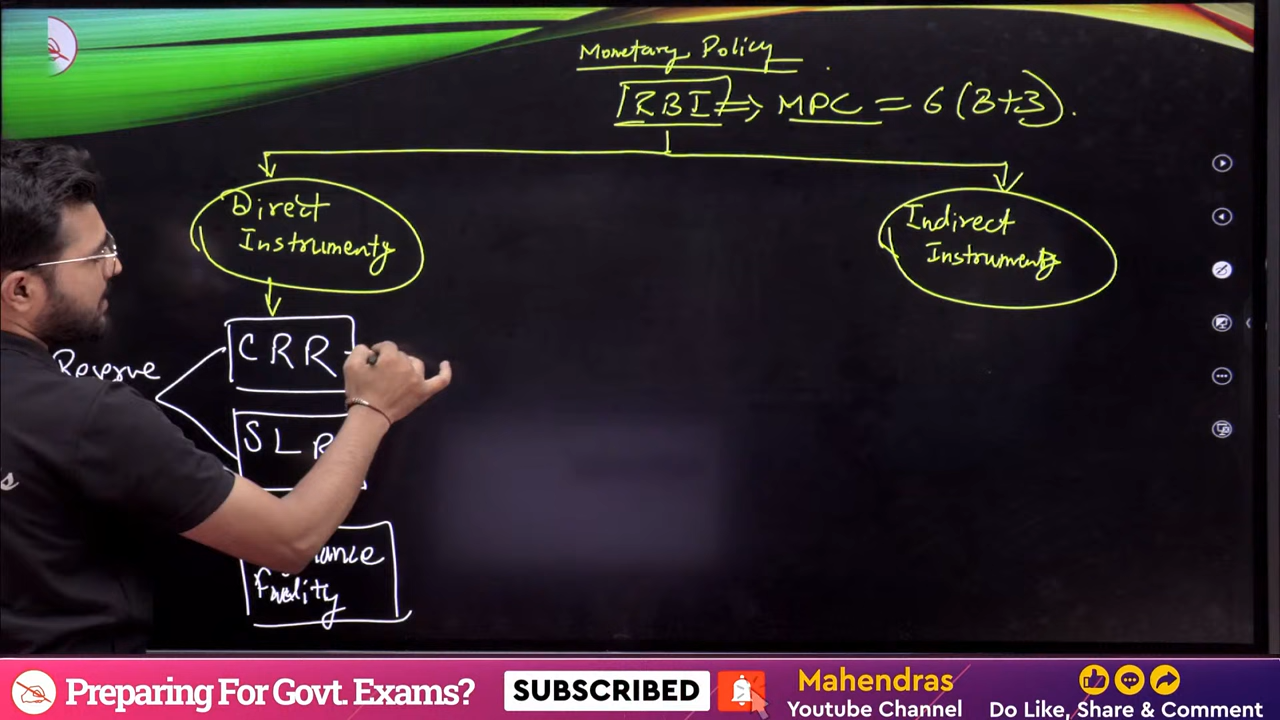 Monetary Policy
RBI => MPC = 6 (3+3).
Direct
Instruments
Indirect
Instruments
CRR
Reserve
SL
Facility
Preparing For Govt. Exams?
SUBSCRIBED
Mahendras
Youtube Channel
Do Like, Share & Comment